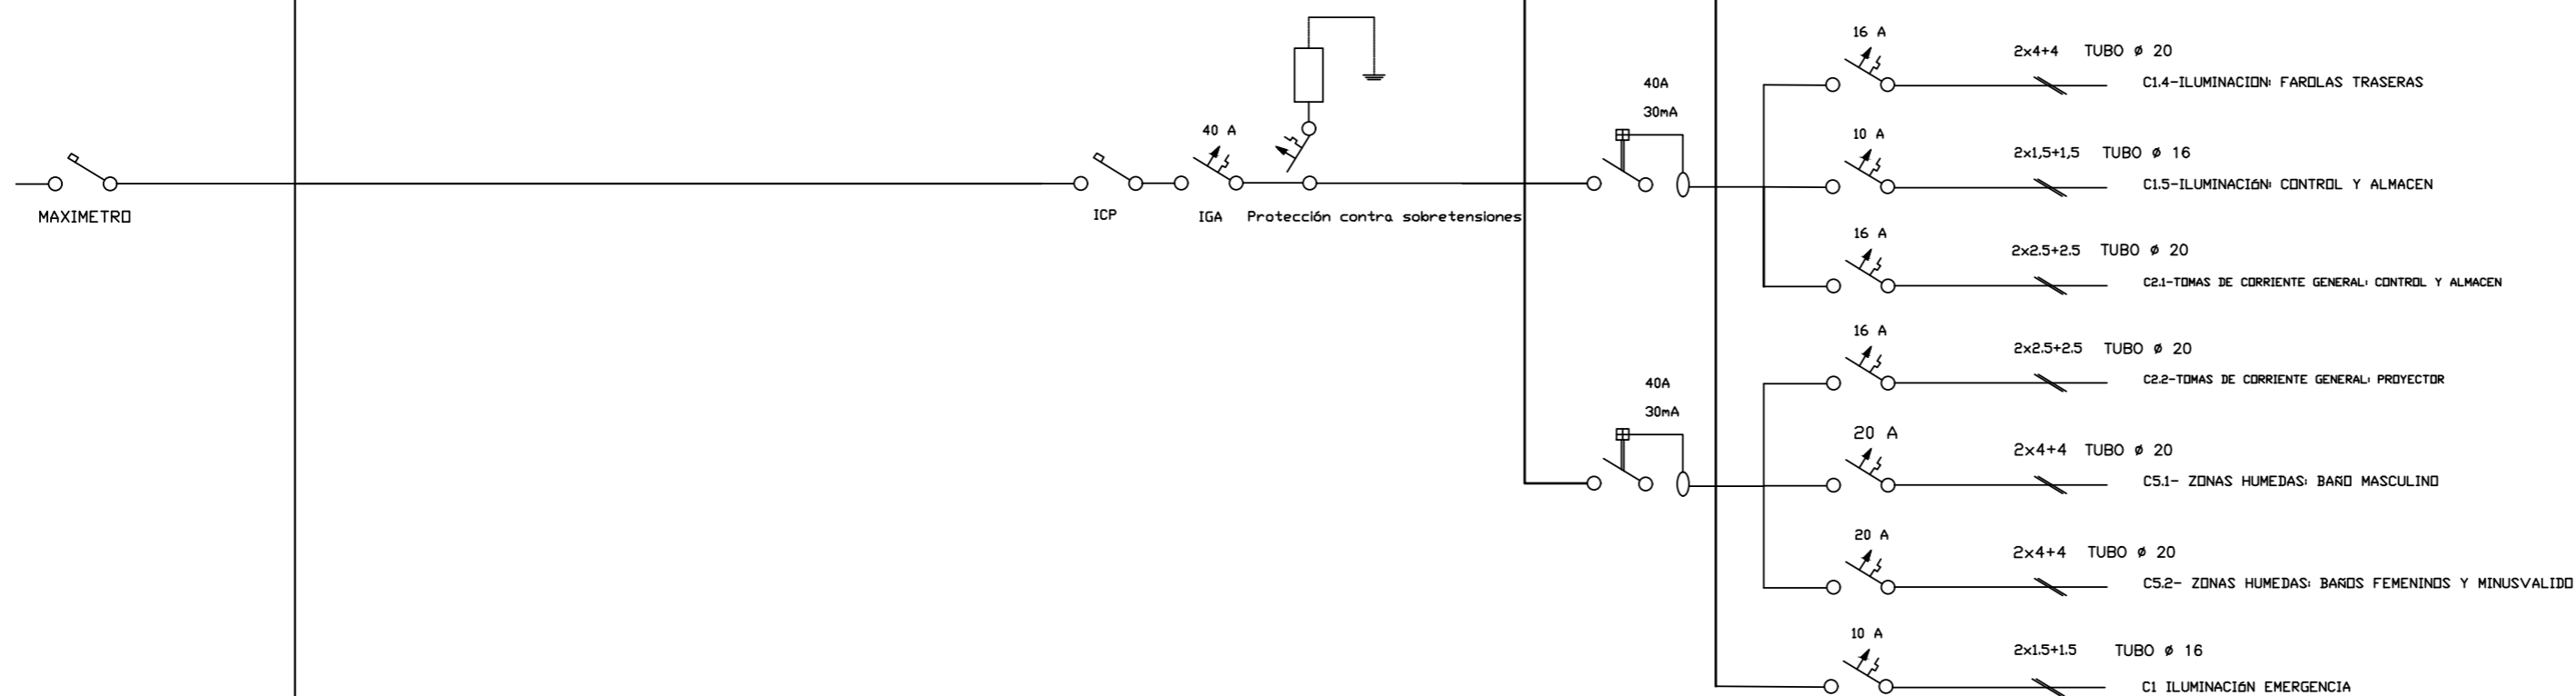 16 A
2x4+4 TUBO ø 20
C1.4-ILUMINACION: FAROLAS TRASERAS
40A
30mA
40 A
10 A
2x1,5+1,5 TUBO ø 16
C1.5-ILUMINACIóN: CONTROL Y ALMACEN
MAXIMETRO
ICP
IGA
Protección contra sobretensiones
16 A
2x2.5+2.5 TUBO ø 20
C2.1-TOMAS DE CORRIENTE GENERAL: CONTROL Y ALMACEN
16 A
2x2.5+2.5 TUBO ø 20
C2.2-TOMAS DE CORRIENTE GENERAL: PROYECTOR
40A
30mA
20 A
2x4+4 TUBO ø 20
C5.1- ZONAS HUMEDAS: BAÑO MASCULINO
20 A
2x4+4 TUBO ø 20
C5.2- ZONAS HUMEDAS: BAÑOS FEMENINOS Y MINUSVALIDO
10 A
2x1.5+1.5 TUBO ø 16
C1 ILUMINACIóN EMERGENCIA